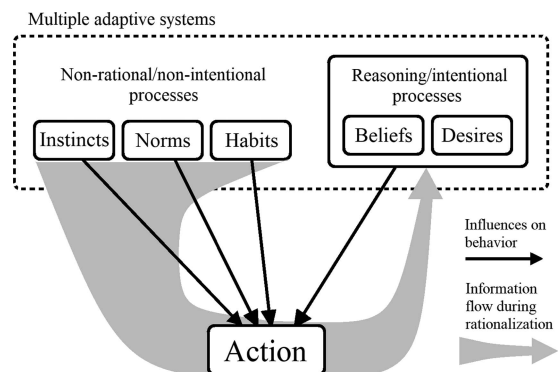 Multiple adaptive systems
Non-rational/non-intentional
processes
Instincts
Norms
Habits
Reasoning/intentional
processes
Beliefs
Desires
Influences on
behavior
Information
flow during
rationalization
Action